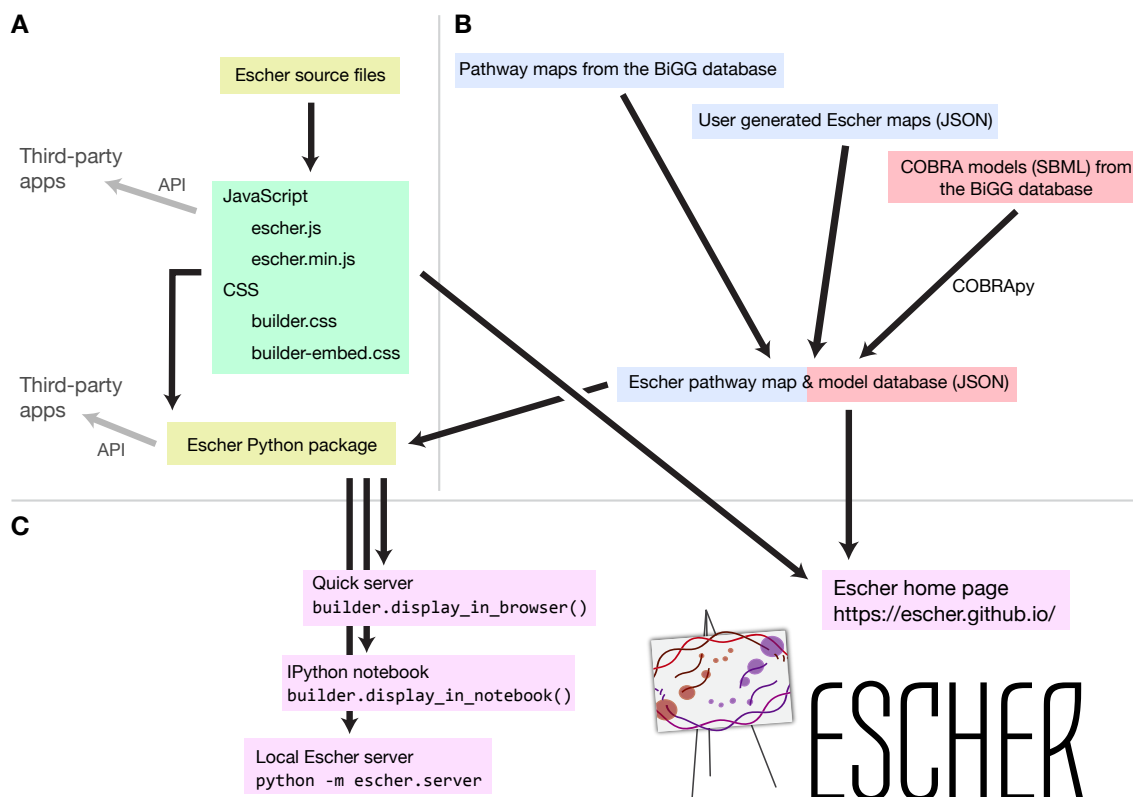 A
Escher source files
Third-party
apps
API
JavaScript
escher.js
escher.min.js
CSS
builder.css
builder-embed.css
Third-party
apps
API
Escher Python package
B
Pathway maps from the BiGG database
User generated Escher maps (JSON)
COBRA models (SBML) from
the BiGG database
COBRApy
Escher pathway map & model database (JSON)
C
Quick server
builder.display_in_browser()
IPython notebook
builder.display_in_notebook()
Local Escher server
python -m escher.server
Escher home page
https://escher.github.io/
ESCHER